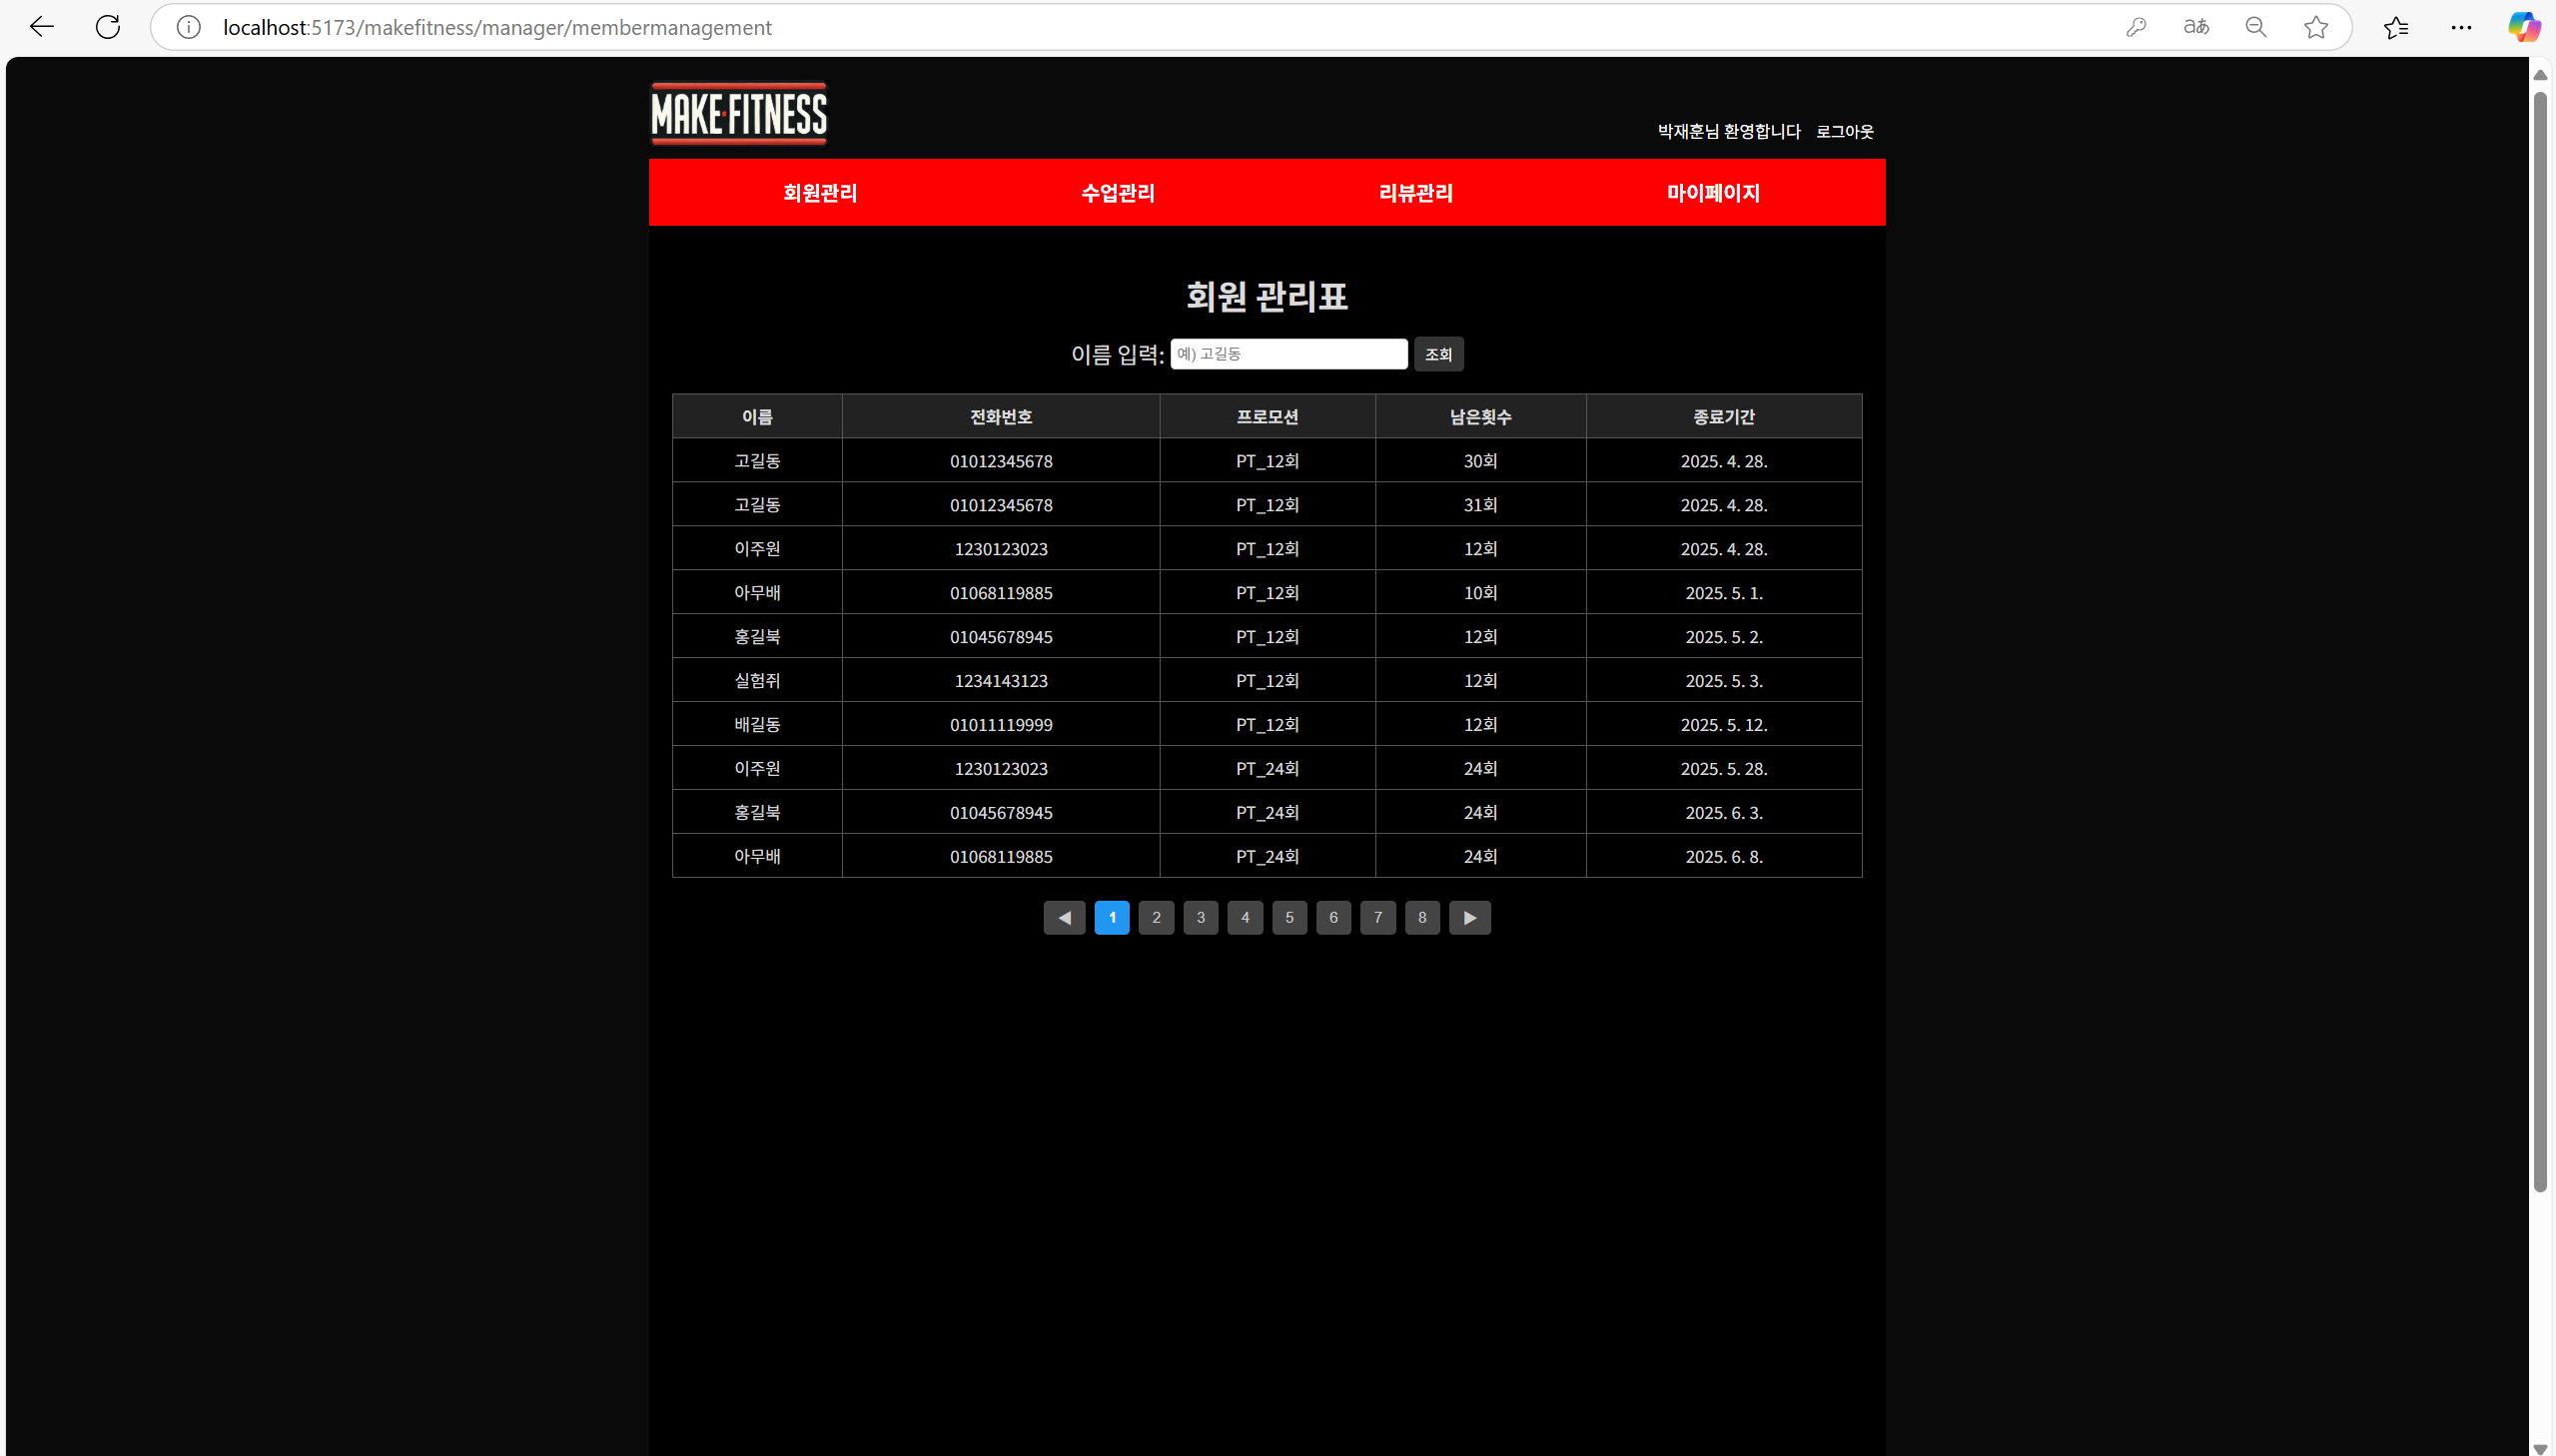 localhost:5173/makefitness/manager/membermanagement
aあ
MAKE·FITNESS
박재훈님 환영합니다 로그아웃
회원관리 수업관리 리뷰관리 마이페이지
회원 관리표
이름 입력: 예) 고길동 조회
이름 전화번호 프로모션 남은횟수 종료기간
고길동 01012345678 PT_12회 30회 2025. 4. 28.
고길동 01012345678 PT_12회 31회 2025. 4. 28.
이주원 1230123023 PT_12회 12회 2025. 4. 28.
아무배 01068119885 PT_12회 10회 2025. 5. 1.
홍길북 01045678945 PT_12회 12회 2025. 5. 2.
실험쥐 1234143123 PT_12회 12회 2025. 5. 3.
배길동 01011119999 PT_12회 12회 2025. 5. 12.
이주원 1230123023 PT_24회 24회 2025. 5. 28.
홍길북 01045678945 PT_24회 24회 2025. 6. 3.
아무배 01068119885 PT_24회 24회 2025. 6. 8.
◀ 1 2 3 4 5 6 7 8 ▶